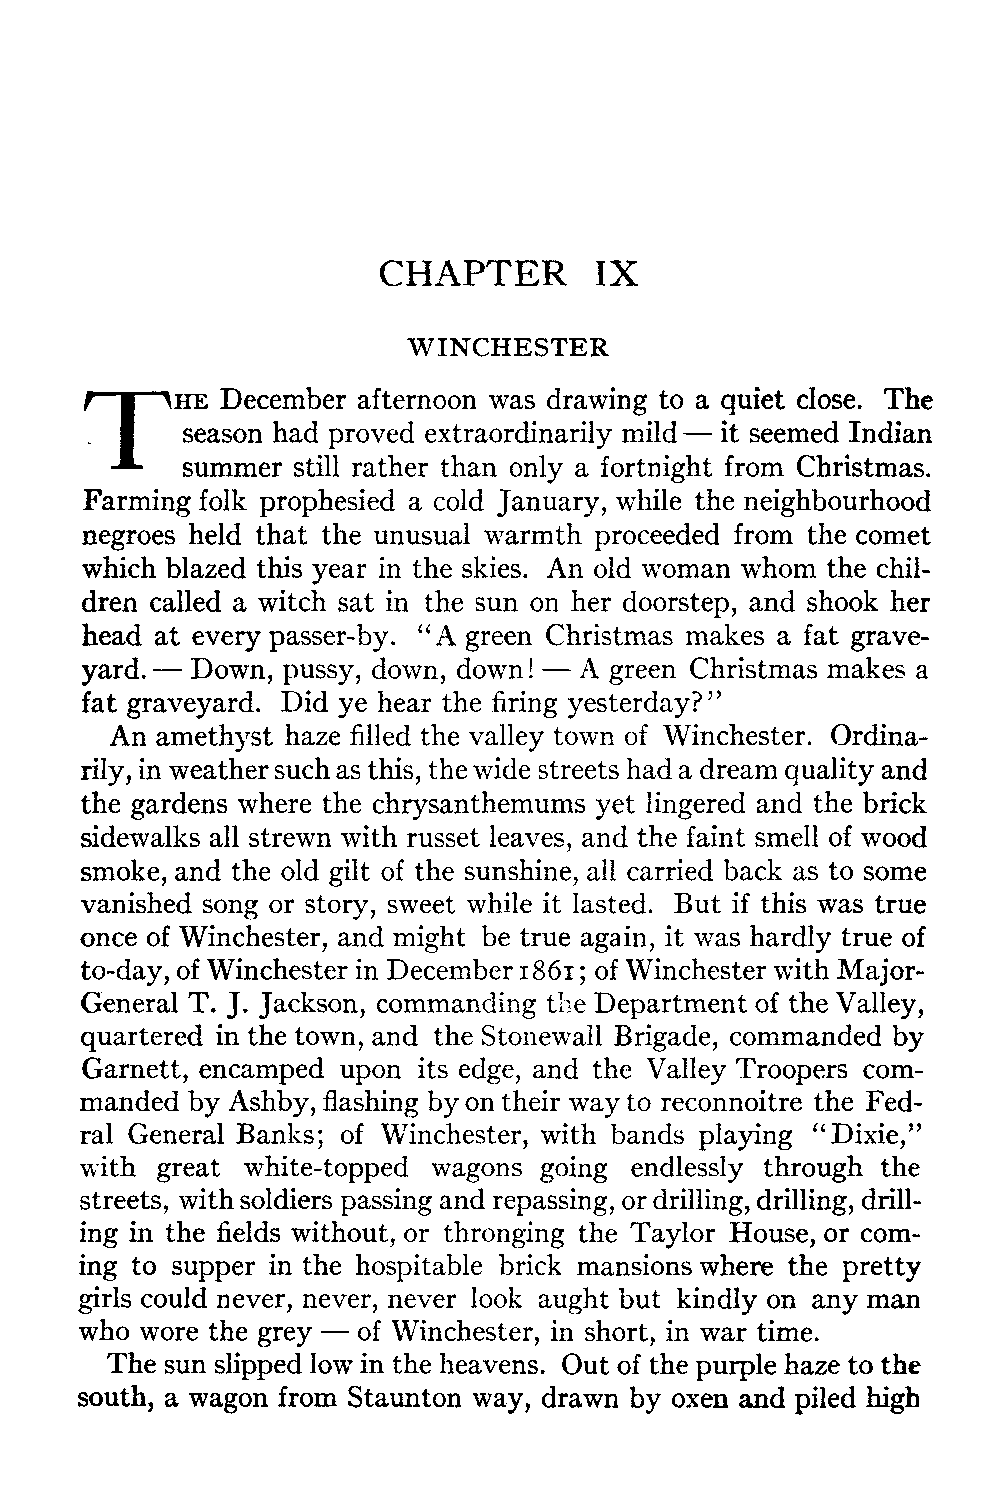 CHAPTER IX
WINCHESTER
THE December afternoon was drawing to a quiet close. The
season had proved extraordinarily mild — it seemed Indian
summer still rather than only a fortnight from Christmas.
Farming folk prophesied a cold January, while the neighbourhood
negroes held that the unusual warmth proceeded from the comet
which blazed this year in the skies. An old woman whom the chil-
dren called a witch sat in the sun on her doorstep, and shook her
head at every passer-by. “A green Christmas makes a fat grave-
yard. — Down, pussy, down, down! — A green Christmas makes a
fat graveyard. Did ye hear the firing yesterday?”
An amethyst haze filled the valley town of Winchester. Ordina-
rily, in weather such as this, the wide streets had a dream quality and
the gardens where the chrysanthemums yet lingered and the brick
sidewalks all strewn with russet leaves, and the faint smell of wood
smoke, and the old gilt of the sunshine, all carried back as to some
vanished song or story, sweet while it lasted. But if this was true
once of Winchester, and might be true again, it was hardly true of
to-day, of Winchester in December 1861; of Winchester with Major-
General T. J. Jackson, commanding the Department of the Valley,
quartered in the town, and the Stonewall Brigade, commanded by
Garnett, encamped upon its edge, and the Valley Troopers com-
manded by Ashby, flashing by on their way to reconnoitre the Fed-
ral General Banks; of Winchester, with bands playing “Dixie,”
with great white-topped wagons going endlessly through the
streets, with soldiers passing and repassing, or drilling, drilling, drill-
ing in the fields without, or thronging the Taylor House, or com-
ing to supper in the hospitable brick mansions where the pretty
girls could never, never, never look aught but kindly on any man
who wore the grey — of Winchester, in short, in war time.
The sun slipped low in the heavens. Out of the purple haze to the
south, a wagon from Staunton way, drawn by oxen and piled high